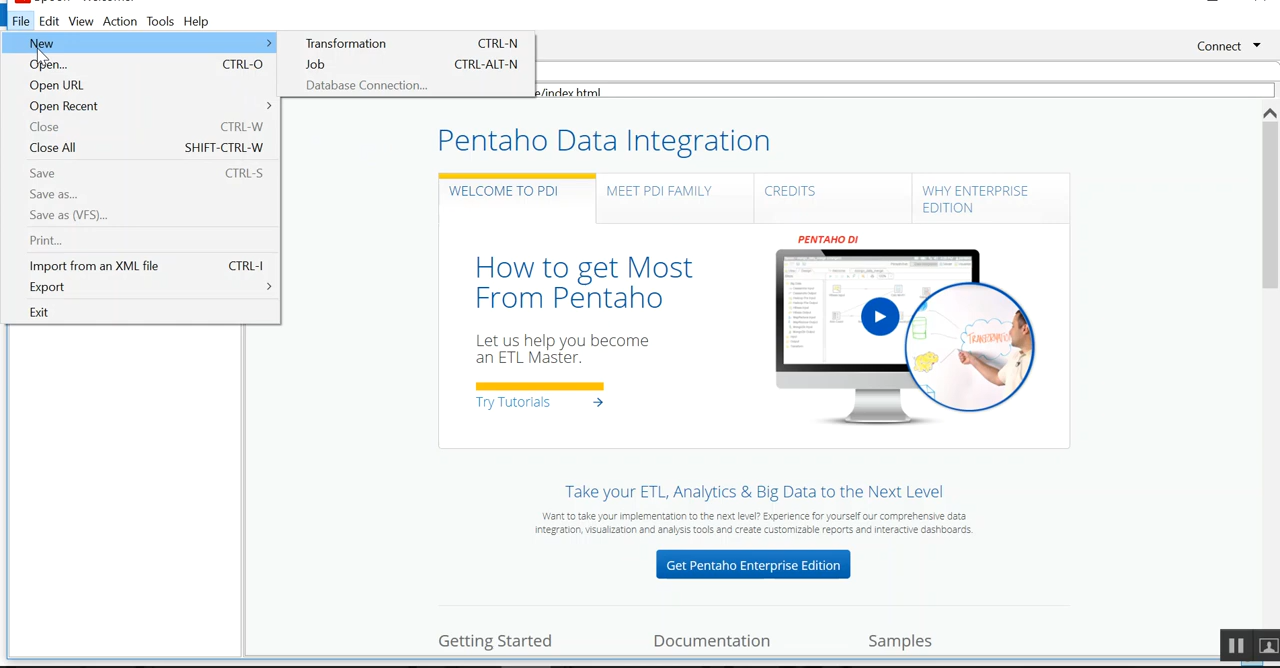 File Edit View Action Tools Help
New
Open... CTRL-O
Open URL
Open Recent
Close CTRL-W
Close All SHIFT-CTRL-W
Save CTRL-S
Save as...
Save as (VFS)...
Print...
Import from an XML file CTRL-I
Export
Exit
Transformation CTRL-N
Job CTRL-ALT-N
Database Connection...
Connect
e/index.html
Pentaho Data Integration
WELCOME TO PDI
MEET PDI FAMILY
CREDITS
WHY ENTERPRISE
EDITION
How to get Most
From Pentaho
Let us help you become
an ETL Master.
Try Tutorials
PENTAHO DI
TRANSFORMATION
Take your ETL, Analytics & Big Data to the Next Level
Want to take your implementation to the next level? Experience for yourself our comprehensive data
integration, visualization and analysis tools and create customizable reports and interactive dashboards.
Get Pentaho Enterprise Edition
Getting Started
Documentation
Samples